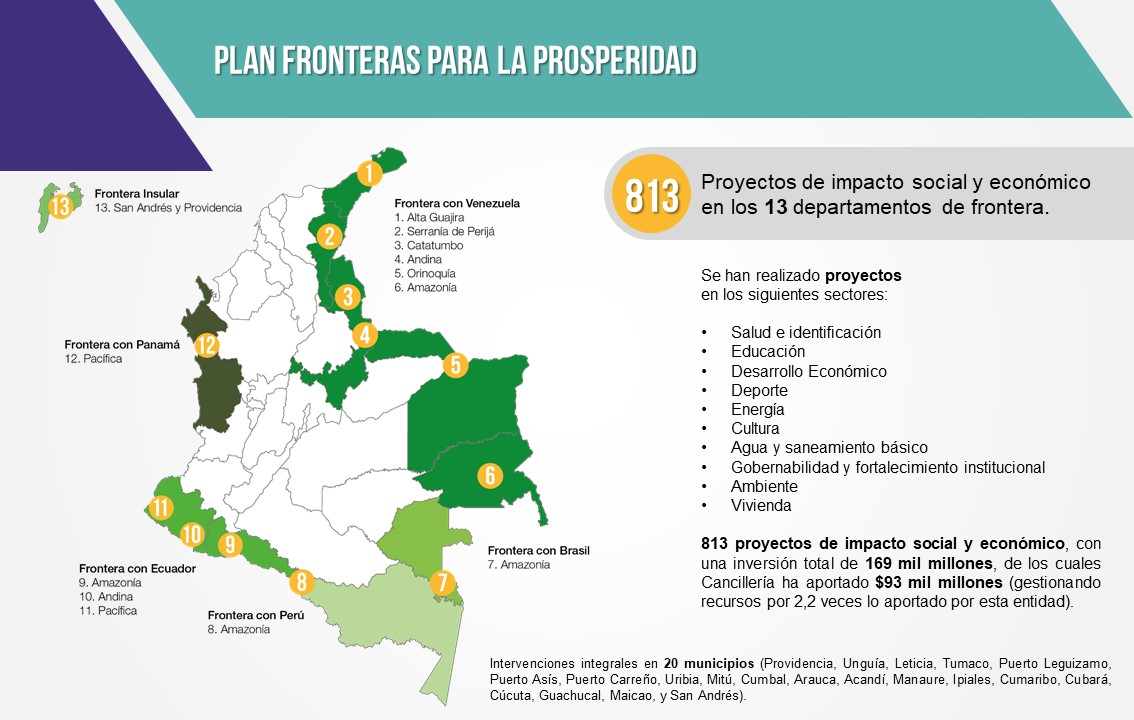 PLAN FRONTERAS PARA LA PROSPERIDAD
813
Proyectos de impacto social y económico
en los 13 departamentos de frontera.
13
Frontera Insular
13. San Andrés y Providencia
1
2
3
4
5
6
Frontera con Venezuela
1. Alta Guajira
2. Serranía de Perijá
3. Catatumbo
4. Andina
5. Orinoquía
6. Amazonía
Frontera con Panamá
12. Pacífica
12
11
10
9
8
7
Frontera con Brasil
7. Amazonía
Frontera con Ecuador
9. Amazonía
10. Andina
11. Pacífica
Frontera con Perú
8. Amazonía
Se han realizado proyectos
en los siguientes sectores:
• Salud e identificación
• Educación
• Desarrollo Económico
• Deporte
• Energía
• Cultura
• Agua y saneamiento básico
• Gobernabilidad y fortalecimiento institucional
• Ambiente
• Vivienda
813 proyectos de impacto social y económico, con
una inversión total de 169 mil millones, de los cuales
Cancillería ha aportado $93 mil millones (gestionando
recursos por 2,2 veces lo aportado por esta entidad).
Intervenciones integrales en 20 municipios (Providencia, Unguía, Leticia, Tumaco, Puerto Leguizamo,
Puerto Asís, Puerto Carreño, Uribia, Mitú, Cumbal, Arauca, Acandí, Manaure, Ipiales, Cumaribo, Cubará,
Cúcuta, Guachucal, Maicao, y San Andrés).